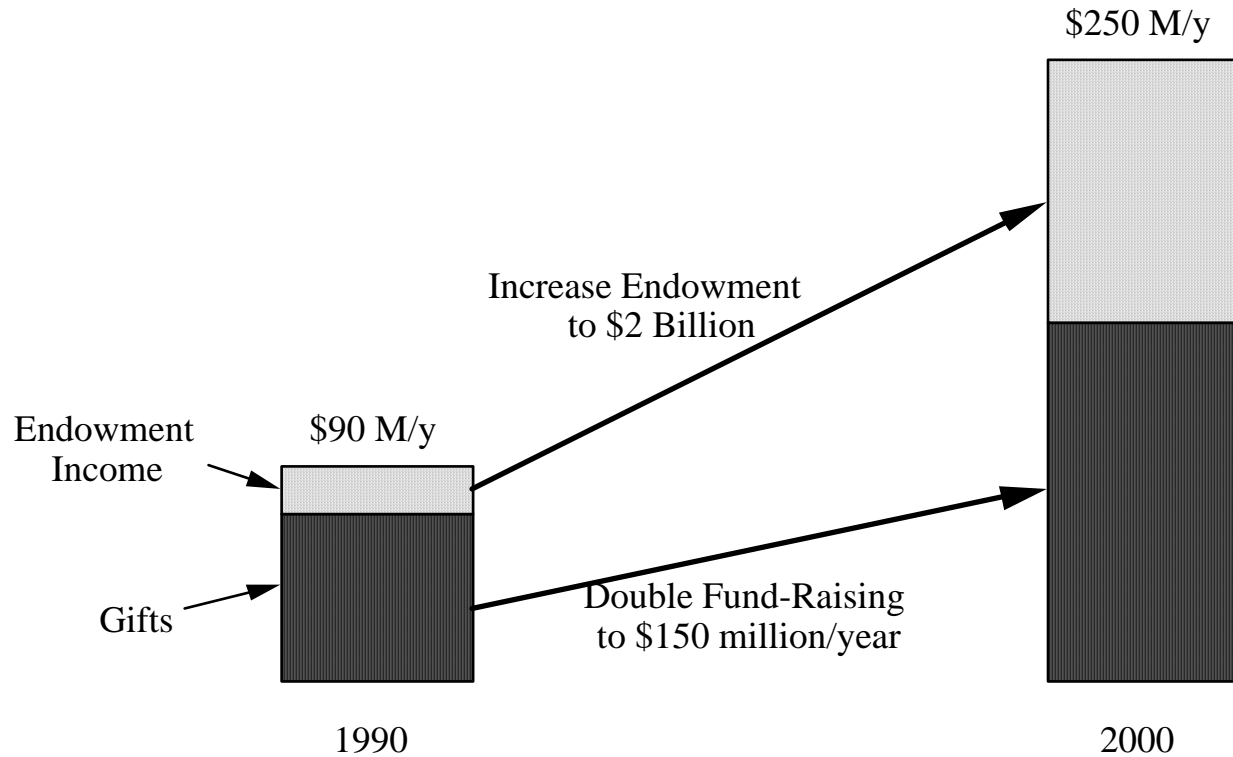 $250 M/y
Increase Endowment
to $2 Billion
Endowment
Income
$90 M/y
Gifts
Double Fund-Raising
to $150 million/year
1990
2000